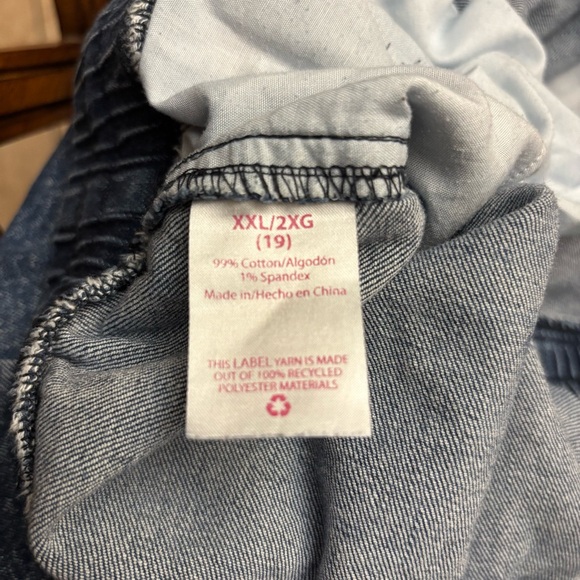 XXL/2XG
(19)
99% Cotton/Algodón
1% Spandex
Made in/Hecho en China
THIS LABEL YARN IS MADE
OUT OF 100% RECYCLED
POLYESTER MATERIALS